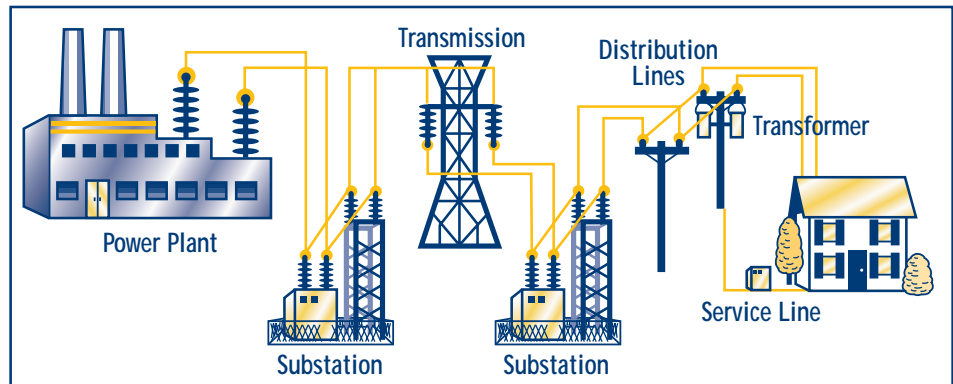 Transmission
Distribution
Lines
Transformer
Power Plant
Service Line
Substation
Substation